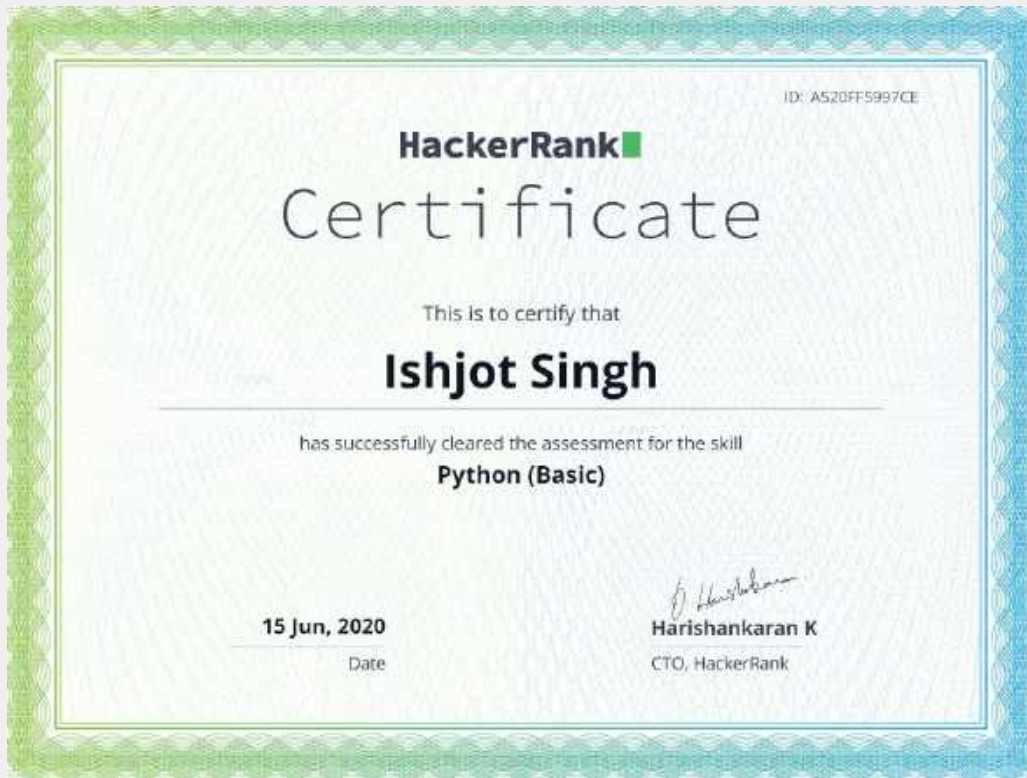 ID: A520FF5997CE
HackerRank
Certificate
This is to certify that
Ishjot Singh
has successfully cleared the assessment for the skill
Python (Basic)
15 Jun, 2020
Date
Harishankaran K
CTO, HackerRank